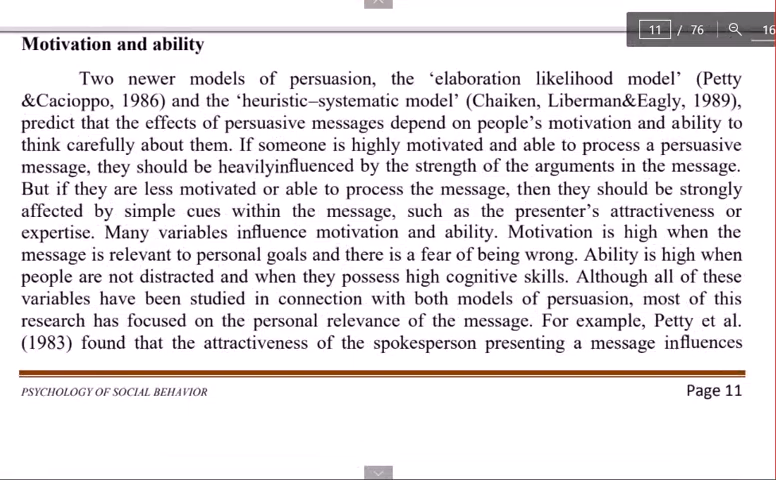 11 / 76 16
Motivation and ability
Two newer models of persuasion, the ‘elaboration likelihood model’ (Petty
&Cacioppo, 1986) and the ‘heuristic–systematic model’ (Chaiken, Liberman&Eagly, 1989),
predict that the effects of persuasive messages depend on people’s motivation and ability to
think carefully about them. If someone is highly motivated and able to process a persuasive
message, they should be heavilyinfluenced by the strength of the arguments in the message.
But if they are less motivated or able to process the message, then they should be strongly
affected by simple cues within the message, such as the presenter’s attractiveness or
expertise. Many variables influence motivation and ability. Motivation is high when the
message is relevant to personal goals and there is a fear of being wrong. Ability is high when
people are not distracted and when they possess high cognitive skills. Although all of these
variables have been studied in connection with both models of persuasion, most of this
research has focused on the personal relevance of the message. For example, Petty et al.
(1983) found that the attractiveness of the spokesperson presenting a message influences
PSYCHOLOGY OF SOCIAL BEHAVIOR Page 11